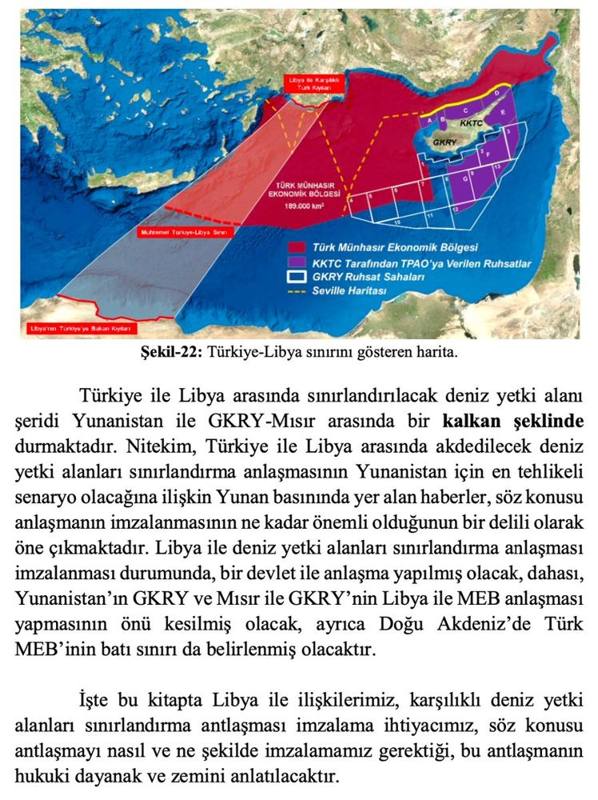 Libya ile Karşılıklı
Türk Kıyıları
A
B
C
D
E
KKTC
GKRY
F
G
TÜRK MÜNHASIR
EKONOMİK BÖLGESİ
189.000 km²
Muhtemel Türkiye-Libya Sınırı
Libya'nın Türkiye'ye Bakan Kıyıları
Türk Münhasır Ekonomik Bölgesi
KKTC Tarafından TPAO'ya Verilen Ruhsatlar
GKRY Ruhsat Sahaları
Seville Haritası
Şekil-22: Türkiye-Libya sınırını gösteren harita.
Türkiye ile Libya arasında sınırlandırılacak deniz yetki alanı
şeridi Yunanistan ile GKRY-Mısır arasında bir kalkan şeklinde
durmaktadır. Nitekim, Türkiye ile Libya arasında akdedilecek deniz
yetki alanları sınırlandırma anlaşmasının Yunanistan için en tehlikeli
senaryo olacağına ilişkin Yunan basınında yer alan haberler, söz konusu
anlaşmanın imzalanmasının ne kadar önemli olduğunun bir delili olarak
öne çıkmaktadır. Libya ile deniz yetki alanları sınırlandırma anlaşması
imzalanması durumunda, bir devlet ile anlaşma yapılmış olacak, dahası,
Yunanistan'ın GKRY ve Mısır ile GKRY'nin Libya ile MEB anlaşması
yapmasının önü kesilmiş olacak, ayrıca Doğu Akdeniz'de Türk
MEB'inin batı sınırı da belirlenmiş olacaktır.
İşte bu kitapta Libya ile ilişkilerimiz, karşılıklı deniz yetki
alanları sınırlandırma antlaşması imzalama ihtiyacımız, söz konusu
antlaşmayı nasıl ve ne şekilde imzalamamız gerektiği, bu antlaşmanın
hukuki dayanak ve zemini anlatılacaktır.